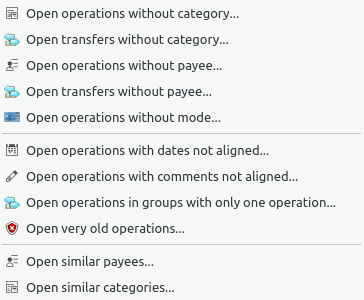 Open operations without category...
Open transfers without category...
Open operations without payee...
Open transfers without payee...
Open operations without mode...
Open operations with dates not aligned...
Open operations with comments not aligned...
Open operations in groups with only one operation...
Open very old operations...
Open similar payees...
Open similar categories...